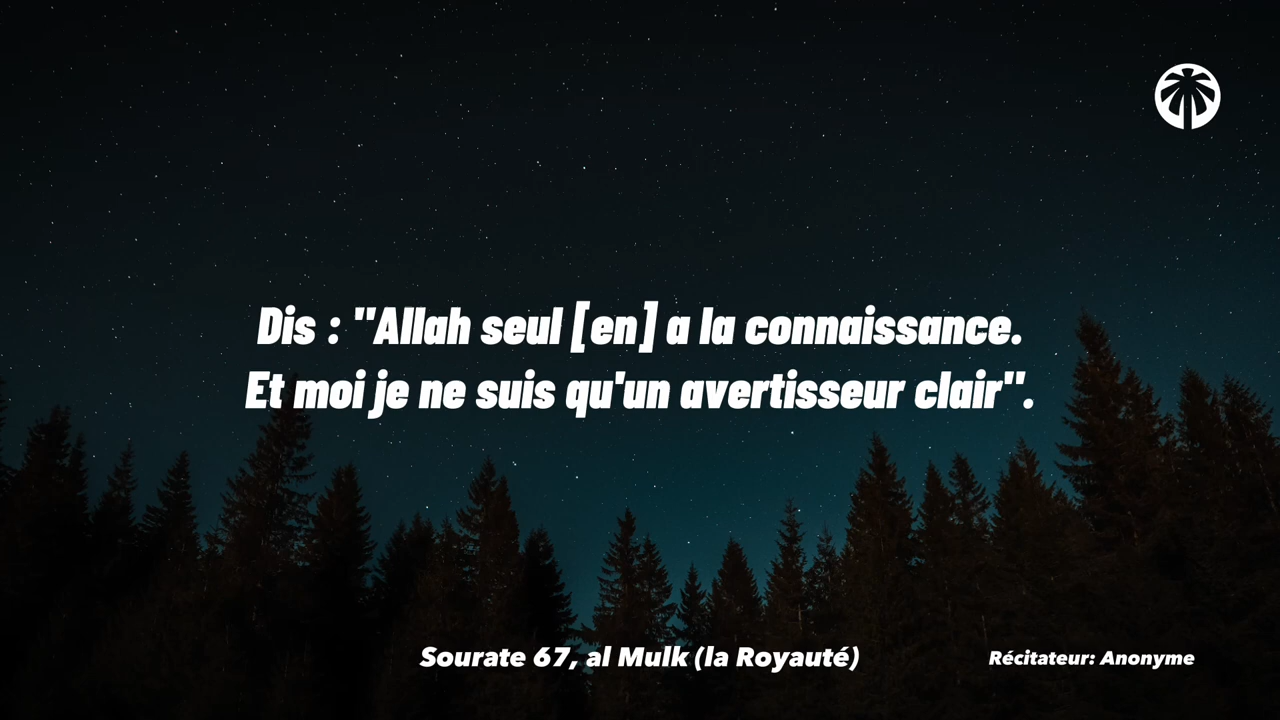 Dis : "Allah seul [en] a la connaissance.
Et moi je ne suis qu'un avertisseur clair".
Sourate 67, al Mulk (la Royauté)
Récitateur: Anonyme